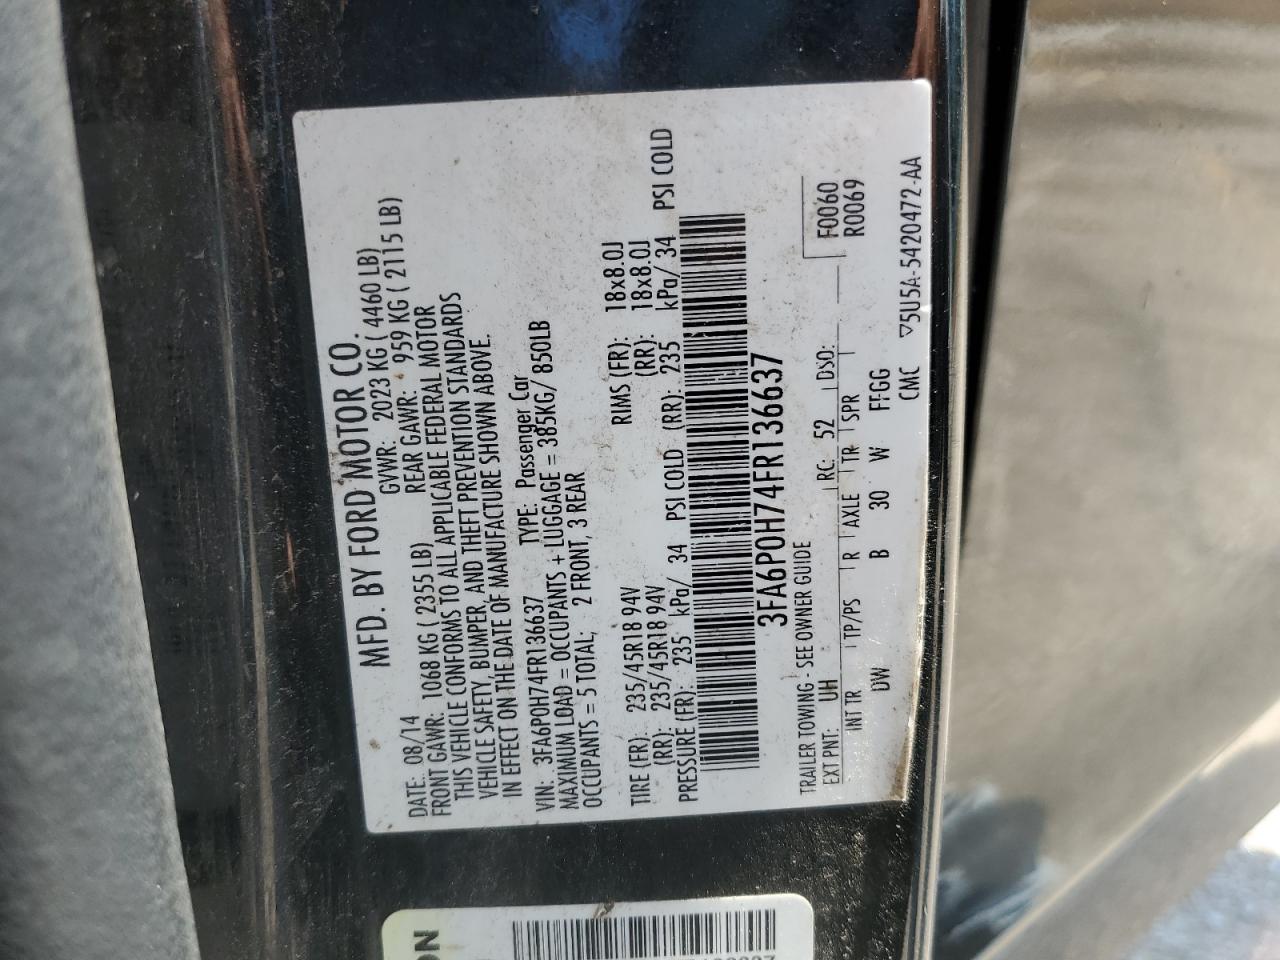 MFD. BY FORD MOTOR CO.
DATE: 08/14 GVWR: 2023 KG ( 4460 LB)
FRONT GAWR: 1068 KG ( 2355 LB) REAR GAWR: 959 KG ( 2115 LB)
THIS VEHICLE CONFORMS TO ALL APPLICABLE FEDERAL MOTOR
VEHICLE SAFETY, BUMPER, AND THEFT PREVENTION STANDARDS
IN EFFECT ON THE DATE OF MANUFACTURE SHOWN ABOVE.
VIN: 3FA6P0H74FR136637 TYPE: Passenger Car
MAXIMUM LOAD = OCCUPANTS + LUGGAGE = 385KG/ 850LB
OCCUPANTS = 5 TOTAL; 2 FRONT, 3 REAR
TIRE (FR): 235/45R18 94V RIMS (FR): 18x8.0J
(RR): 235/45R18 94V (RR): 18x8.0J
PRESSURE (FR): 235 kPa/ 34 PSI COLD (RR): 235 kPa/ 34 PSI COLD
3FA6P0H74FR136637
TRAILER TOWING - SEE OWNER GUIDE F0060
EXT PNT: UH RC: 52 DSO: R0069
INT TR TP/PS R AXLE TR SPR
DW B 30 W FFGG
CMC ▽5U5A-5420472-AA
ON